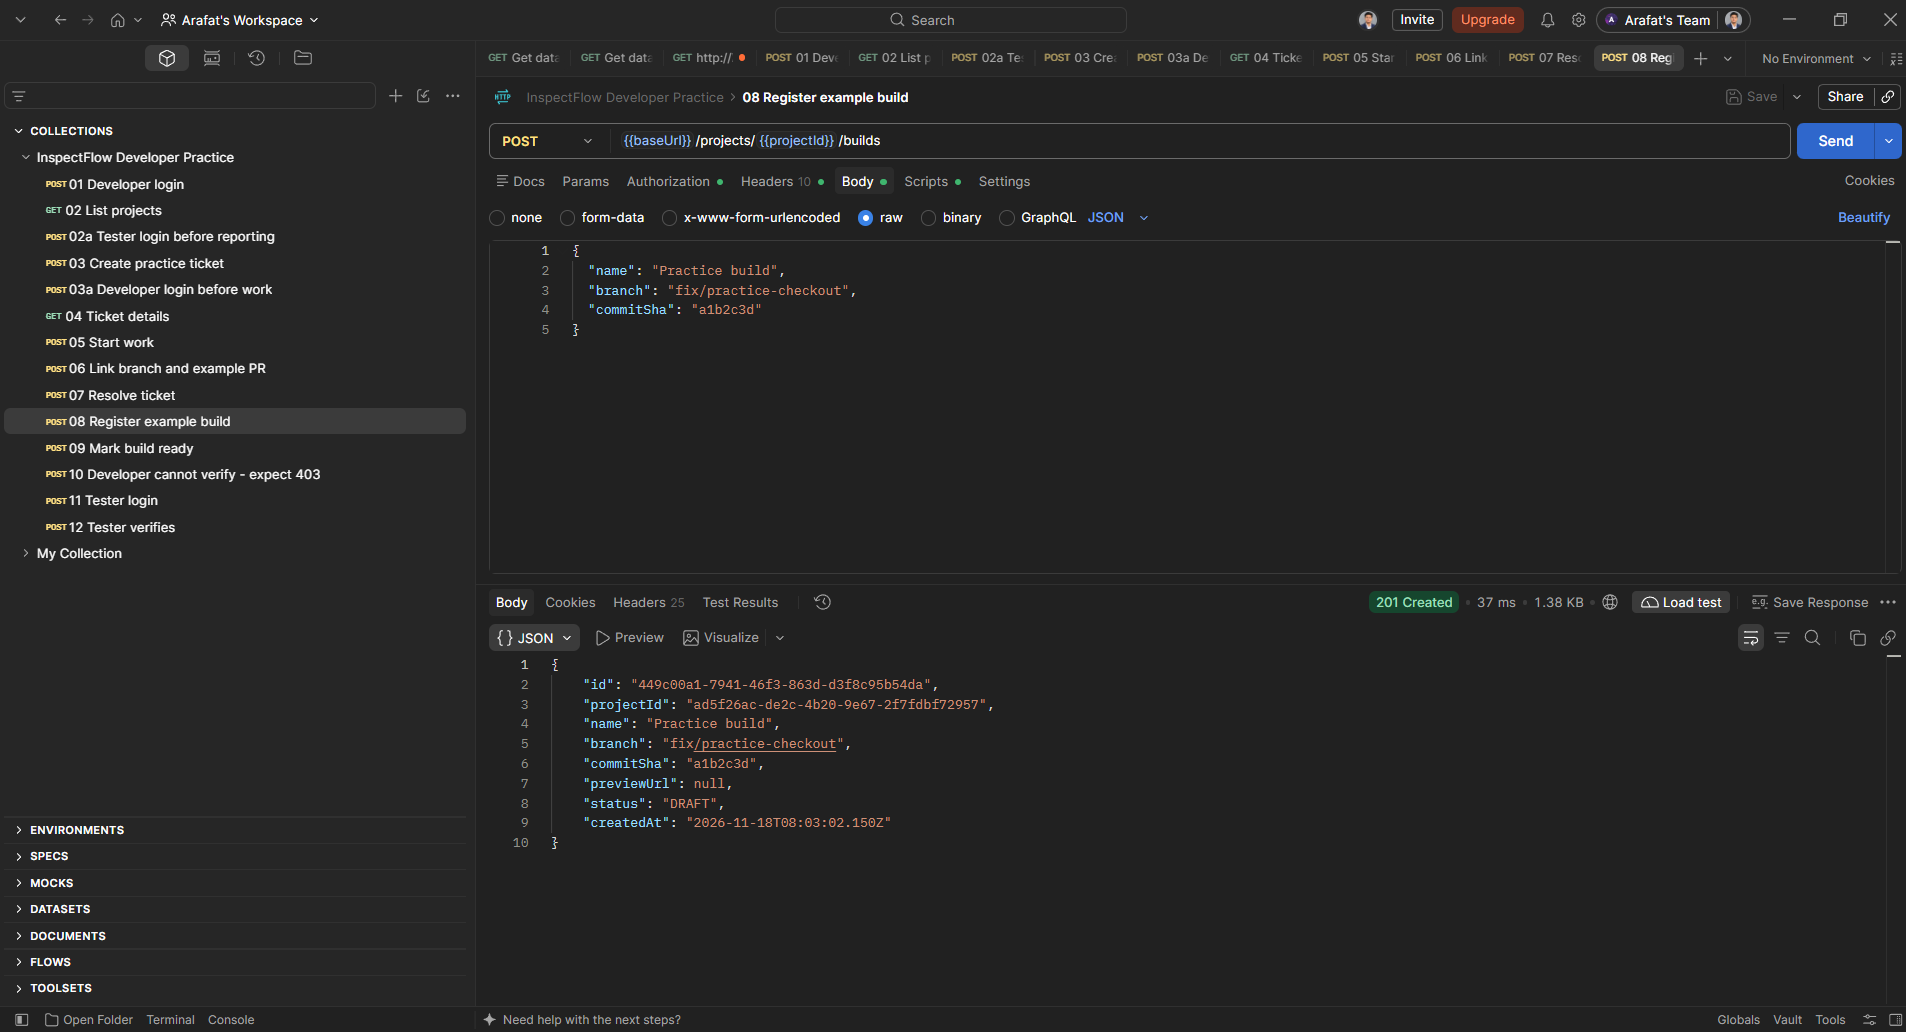 Arafat's Workspace
Search
Invite
Upgrade
A
Arafat's Team
GET Get data
GET Get data
GET http://
POST 01 Deve
GET 02 List p
POST 02a Te
POST 03 Crea
POST 03a De
GET 04 Ticke
POST 05 Star
POST 06 Link
POST 07 Reso
POST 08 Regi
No Environment
COLLECTIONS
InspectFlow Developer Practice
POST 01 Developer login
GET 02 List projects
POST 02a Tester login before reporting
POST 03 Create practice ticket
POST 03a Developer login before work
GET 04 Ticket details
POST 05 Start work
POST 06 Link branch and example PR
POST 07 Resolve ticket
POST 08 Register example build
POST 09 Mark build ready
POST 10 Developer cannot verify - expect 403
POST 11 Tester login
POST 12 Tester verifies
My Collection
ENVIRONMENTS
SPECS
MOCKS
DATASETS
DOCUMENTS
FLOWS
TOOLSETS
HTTP InspectFlow Developer Practice > 08 Register example build
Save
Share
POST {{baseUrl}} /projects/ {{projectId}} /builds
Send
Docs Params Authorization Headers 10 Body Scripts Settings
Cookies
none form-data x-www-form-urlencoded raw binary GraphQL JSON
Beautify
1 {
2 "name": "Practice build",
3 "branch": "fix/practice-checkout",
4 "commitSha": "a1b2c3d"
5 }
Body Cookies Headers 25 Test Results
201 Created 37 ms 1.38 KB
Load test
e.g. Save Response
{} JSON Preview Visualize
1 {
2 "id": "449c00a1-7941-46f3-863d-d3f8c95b54da",
3 "projectId": "ad5f26ac-de2c-4b20-9e67-2f7fdbf72957",
4 "name": "Practice build",
5 "branch": "fix/practice-checkout",
6 "commitSha": "a1b2c3d",
7 "previewUrl": null,
8 "status": "DRAFT",
9 "createdAt": "2026-11-18T08:03:02.150Z"
10 }
Open Folder Terminal Console
Need help with the next steps?
Globals Vault Tools